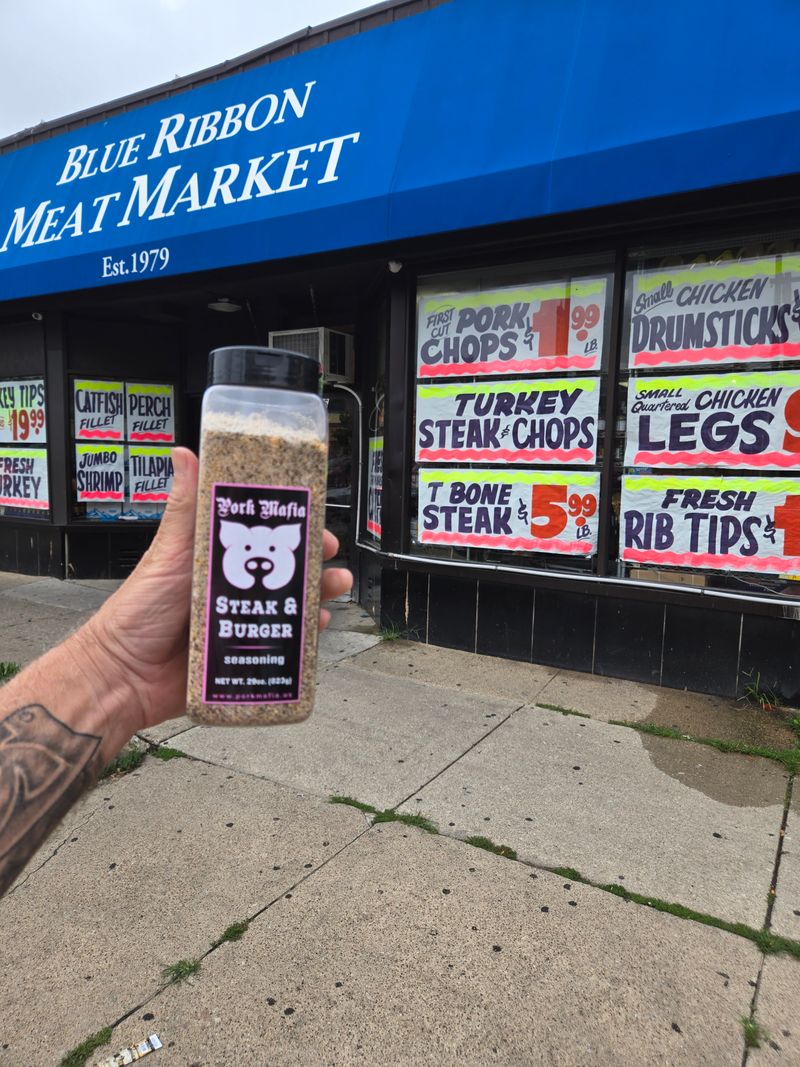 BLUE RIBBON
MEAT MARKET
Est.1979
KEY TIPS
$19.99
FRESH
TURKEY
CATFISH
FILLET
PERCH
FILLET
JUMBO
SHRIMP
TILAPIA
FILLET
FIRST
CUT PORK
CHOPS $1.99
LB.
TURKEY
STEAK & CHOPS
T BONE
STEAK $5.99
LB.
Small CHICKEN
DRUMSTICKS
Small
Quartered CHICKEN
LEGS
FRESH
RIB TIPS $
Pork Mafia
STEAK &
BURGER
seasoning
NET WT. 29oz. (823g)
www.porkmafia.us